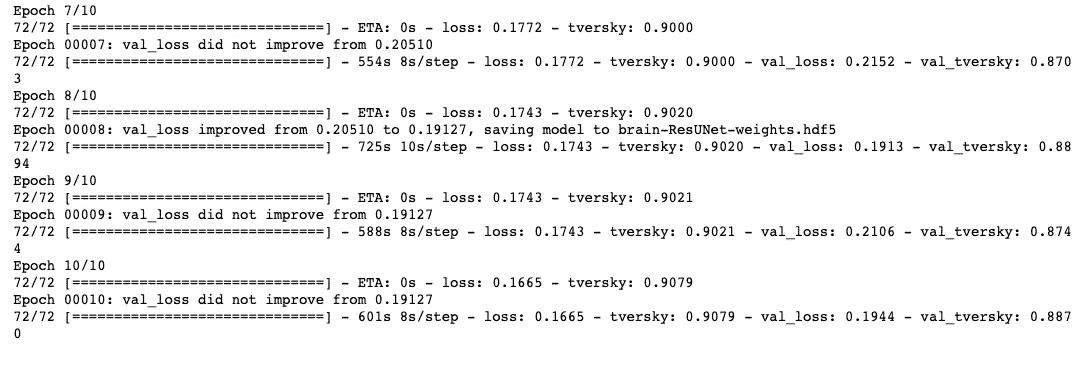 Epoch 7/10
72/72 [==============================] - ETA: 0s - loss: 0.1772 - tversky: 0.9000
Epoch 00007: val_loss did not improve from 0.20510
72/72 [==============================] - 554s 8s/step - loss: 0.1772 - tversky: 0.9000 - val_loss: 0.2152 - val_tversky: 0.870
3
Epoch 8/10
72/72 [==============================] - ETA: 0s - loss: 0.1743 - tversky: 0.9020
Epoch 00008: val_loss improved from 0.20510 to 0.19127, saving model to brain-ResUNet-weights.hdf5
72/72 [==============================] - 725s 10s/step - loss: 0.1743 - tversky: 0.9020 - val_loss: 0.1913 - val_tversky: 0.88
94
Epoch 9/10
72/72 [==============================] - ETA: 0s - loss: 0.1743 - tversky: 0.9021
Epoch 00009: val_loss did not improve from 0.19127
72/72 [==============================] - 588s 8s/step - loss: 0.1743 - tversky: 0.9021 - val_loss: 0.2106 - val_tversky: 0.874
4
Epoch 10/10
72/72 [==============================] - ETA: 0s - loss: 0.1665 - tversky: 0.9079
Epoch 00010: val_loss did not improve from 0.19127
72/72 [==============================] - 601s 8s/step - loss: 0.1665 - tversky: 0.9079 - val_loss: 0.1944 - val_tversky: 0.887
0